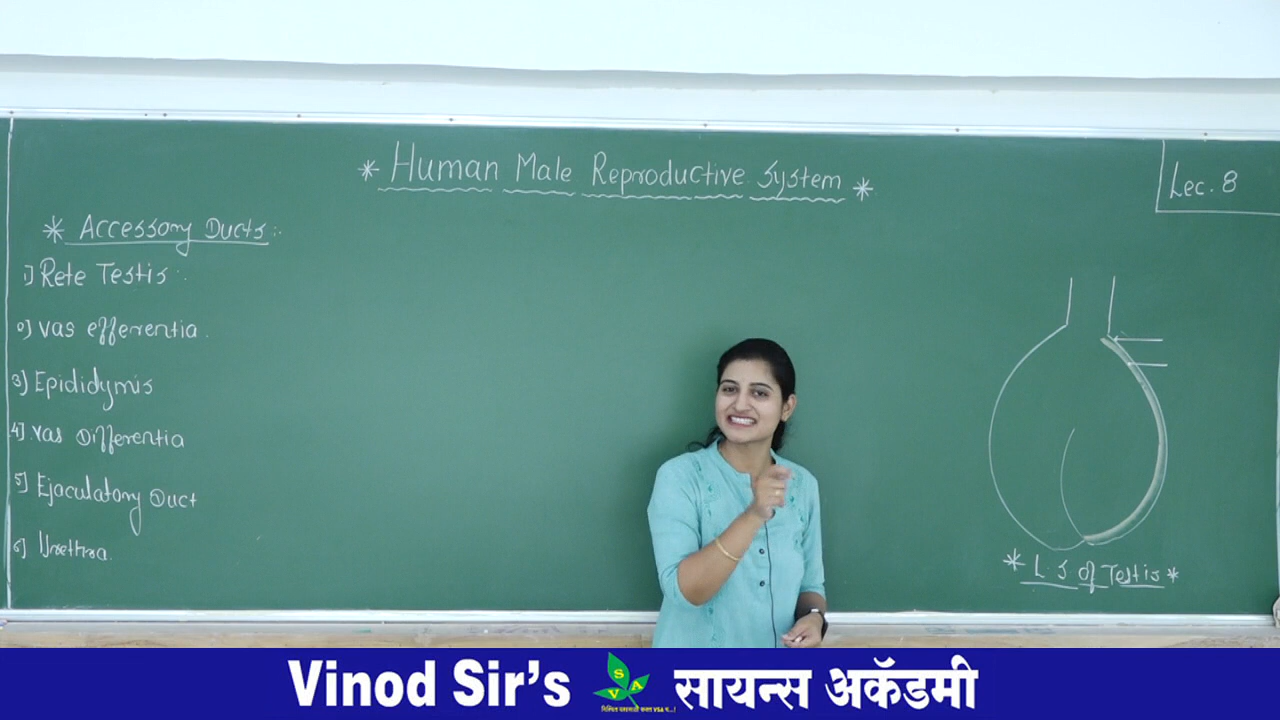 * Human Male Reproductive System *
Lec. 8
* Accessory Ducts :-
1] Rete Testis :-
2] Vas efferentia.
3) Epididymis
4] Vas Differentia
5] Ejaculatory Duct
6] Urethra.
* L.S of Testis *
Vinod Sir's SVA सायन्स अकॅडमी